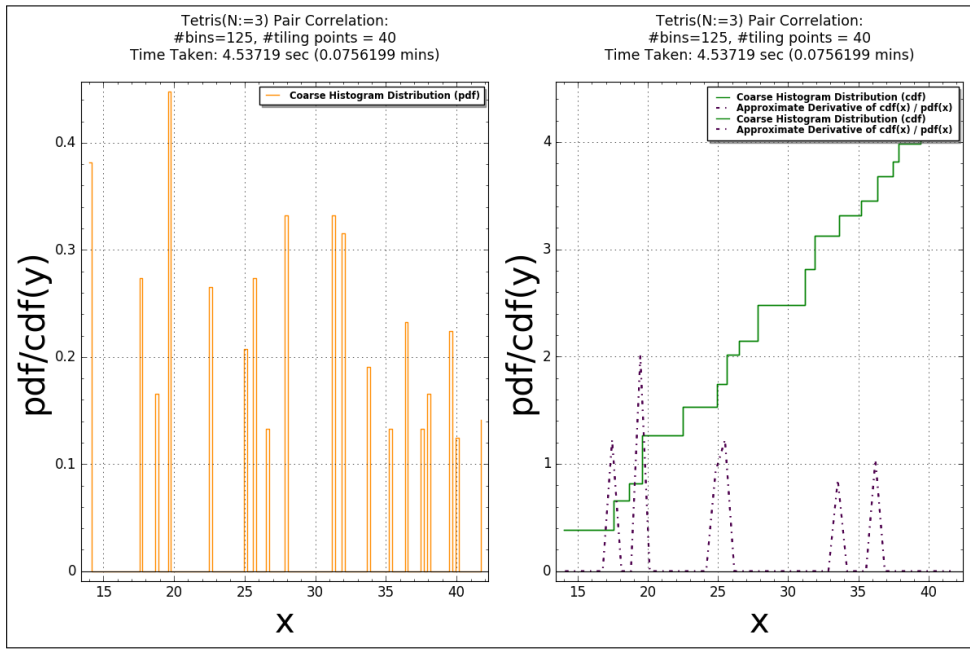 Tetris(N:=3) Pair Correlation:
#bins=125, #tiling points = 40
Time Taken: 4.53719 sec (0.0756199 mins)
Coarse Histogram Distribution (pdf)
0.4
0.3
0.2
0.1
0
pdf/cdf(y)
15
20
25
30
35
40
x
Tetris(N:=3) Pair Correlation:
#bins=125, #tiling points = 40
Time Taken: 4.53719 sec (0.0756199 mins)
Coarse Histogram Distribution (cdf)
Approximate Derivative of cdf(x) / pdf(x)
Coarse Histogram Distribution (cdf)
Approximate Derivative of cdf(x) / pdf(x)
4
3
2
1
0
pdf/cdf(y)
15
20
25
30
35
40
x